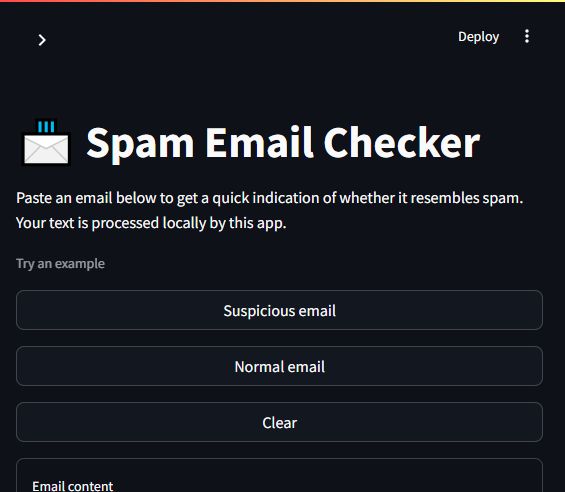 Deploy
Spam Email Checker
Paste an email below to get a quick indication of whether it resembles spam.
Your text is processed locally by this app.
Try an example
Suspicious email
Normal email
Clear
Email content